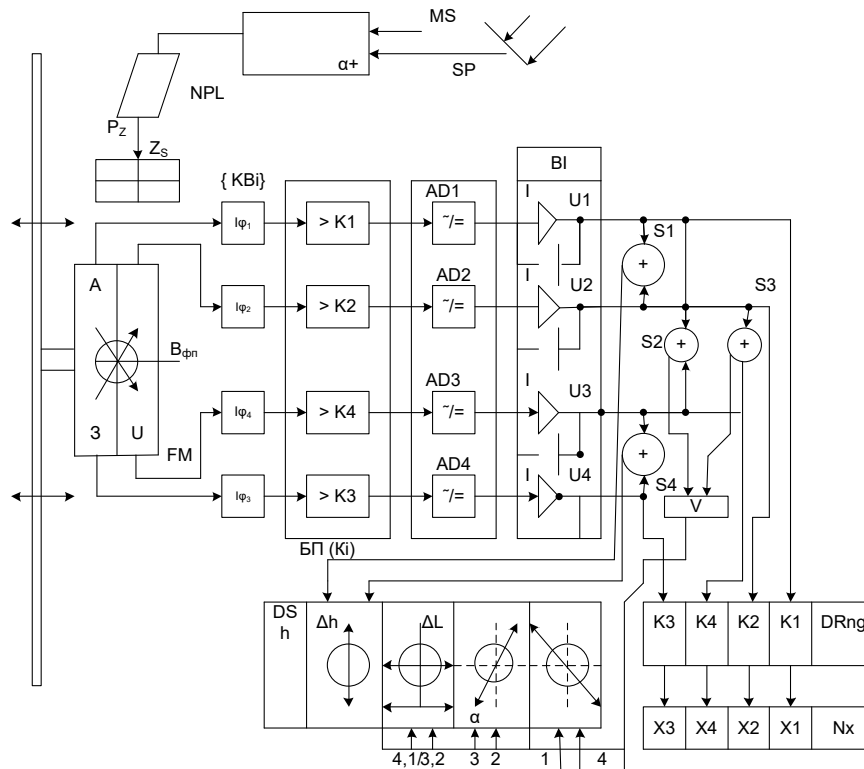 MS
α+
SP
NPL
P_Z
Z_S
{ KBi}
BI
A
Iφ₁
> K1
AD1
~/=
I
U1
S1
Iφ₂
> K2
AD2
~/=
I
U2
S2
S3
В_фп
+
+
+
З
U
FM
Iφ₄
> K4
AD3
~/=
I
U3
+
S4
Iφ₃
> K3
AD4
~/=
I
U4
V
БП (Кi)
DS
h
Δh
ΔL
α
K3
K4
K2
K1
DRng
X3
X4
X2
X1
Nx
4,1/3,2
3
2
1
4